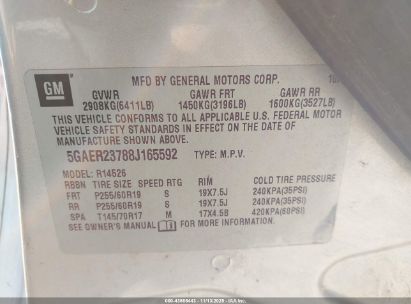 GM
MFD BY GENERAL MOTORS CORP. 10
GVWR GAWR FRT GAWR RR
2908KG(6411LB) 1450KG(3196LB) 1600KG(3527LB)
THIS VEHICLE CONFORMS TO ALL APPLICABLE U.S. FEDERAL MOTOR
VEHICLE SAFETY STANDARDS IN EFFECT ON THE DATE OF
MANUFACTURE SHOWN ABOVE.
5GAER23788J165592 TYPE: M.P.V.
MODEL: R14526
RBBN TIRE SIZE SPEED RTG RIM COLD TIRE PRESSURE
FRT P255/60R19 S 19X7.5J 240KPA(35PSI)
RR P255/60R19 S 19X7.5J 240KPA(35PSI)
SPA T145/70R17 M 17X4.5B 420KPA(60PSI)
SEE OWNER'S MANUAL FOR MORE INFORMATION.